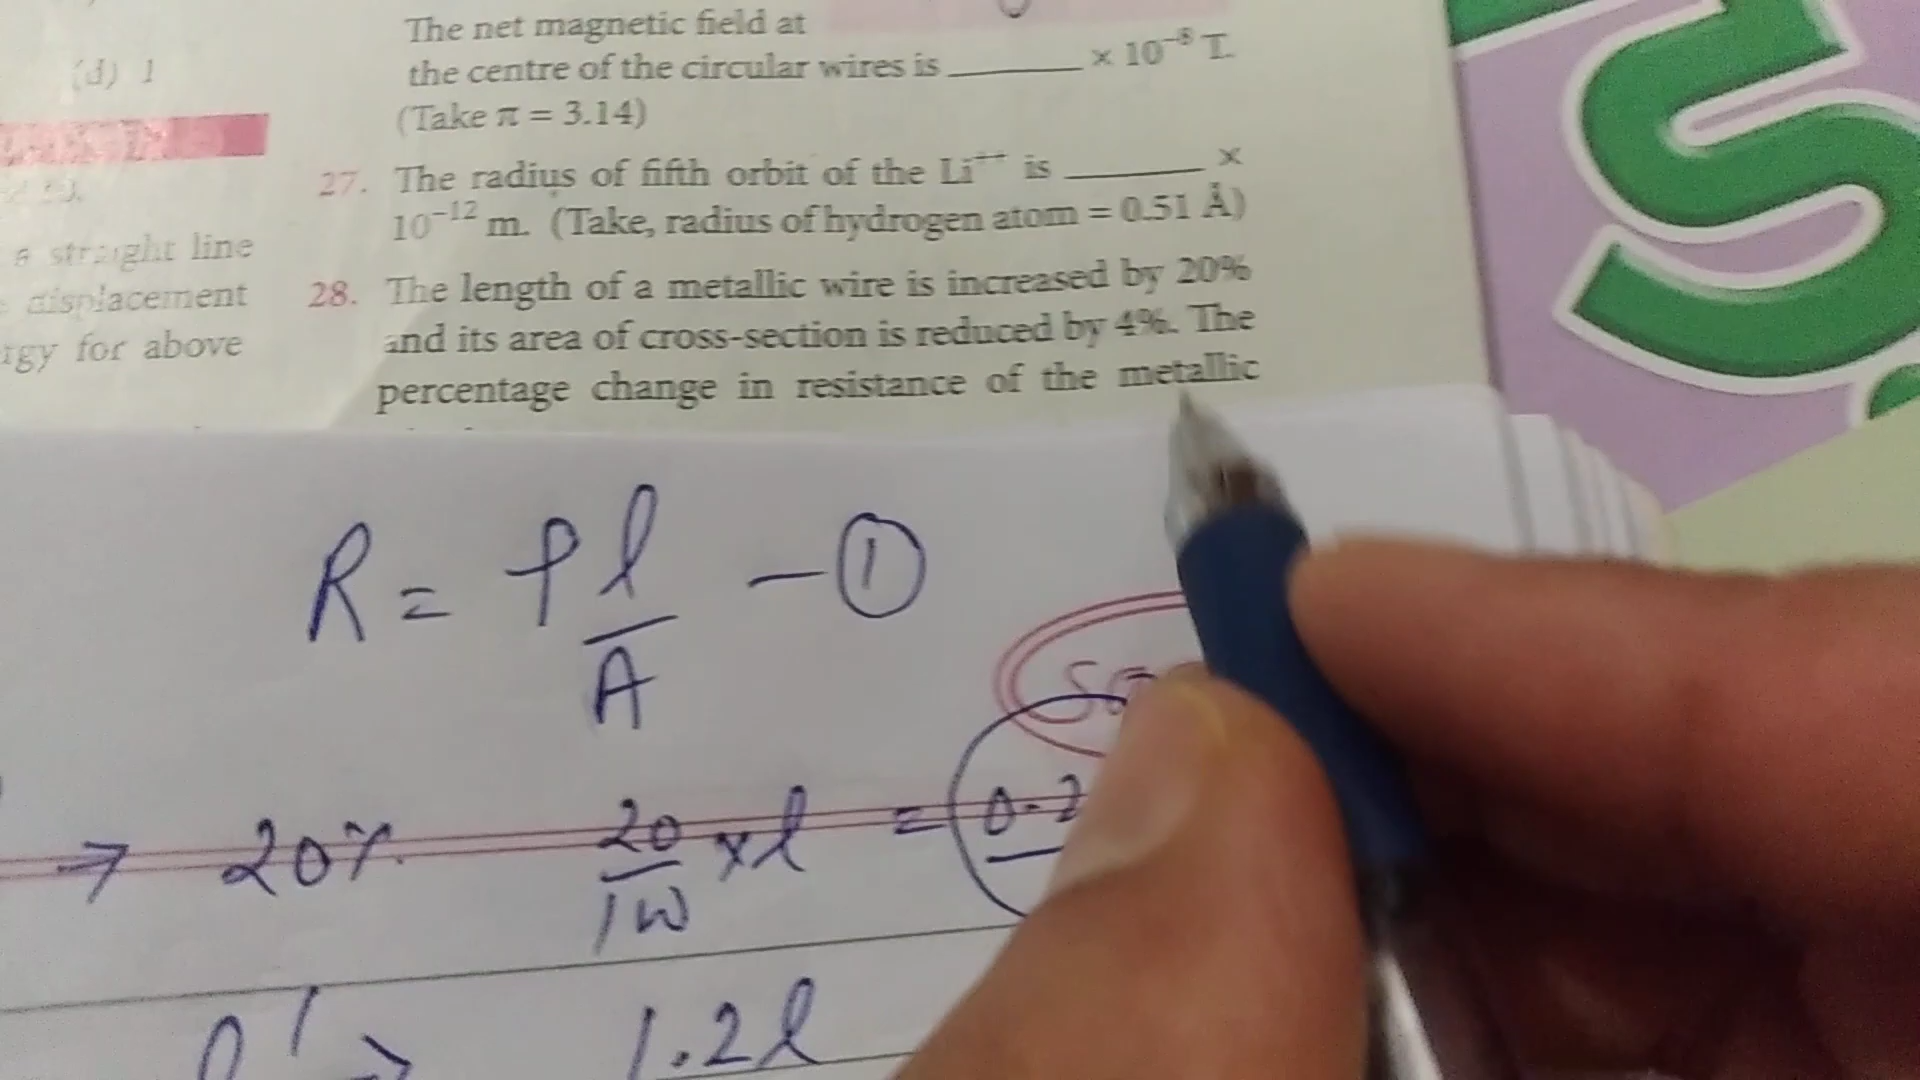 (d) 1
a straight line
displacement
rgy for above
The net magnetic field at
the centre of the circular wires is ______ × 10⁻⁸ T.
(Take π = 3.14)
27. The radius of fifth orbit of the Li⁺⁺ is ______ ×
10⁻¹² m. (Take, radius of hydrogen atom = 0.51 Å)
28. The length of a metallic wire is increased by 20%
and its area of cross-section is reduced by 4%. The
percentage change in resistance of the metallic
R = ρ l/A – ①
→ 20% 20/100 × l = 0.2
l' → 1.2l
S